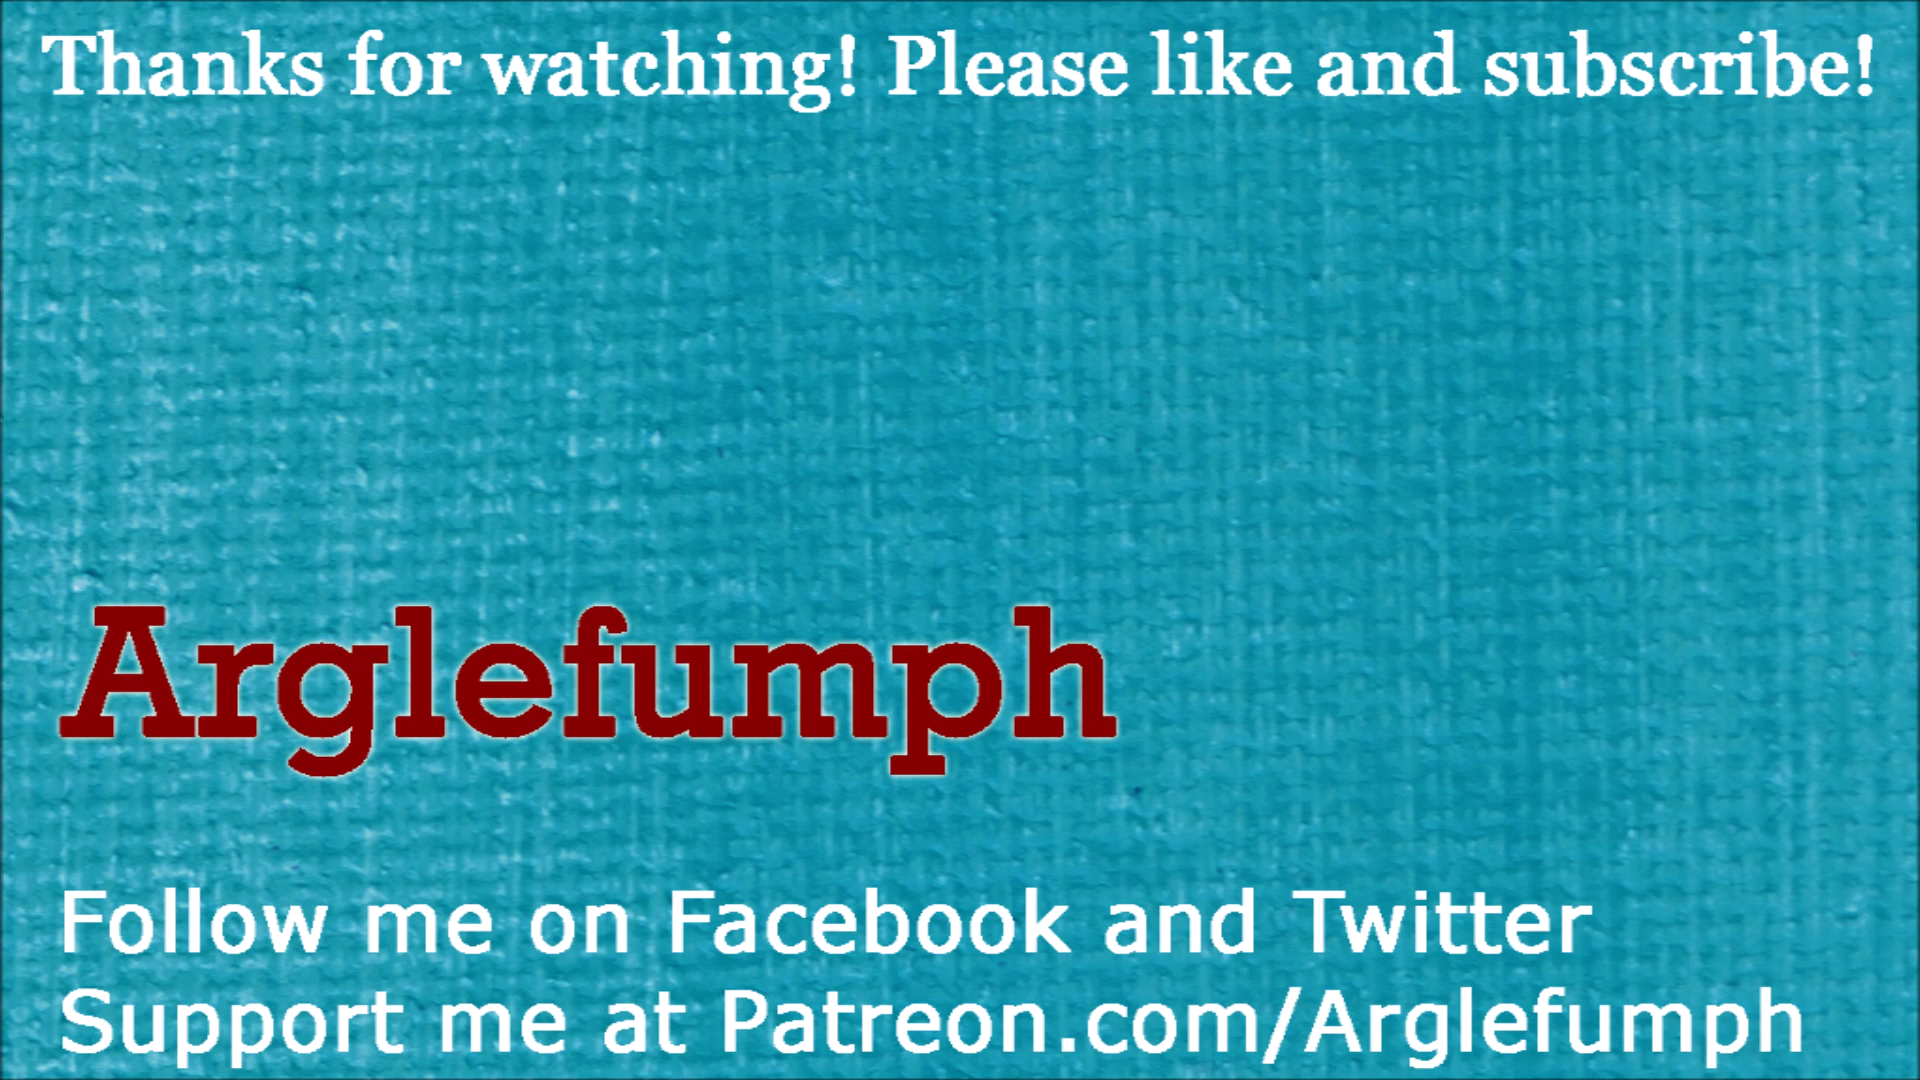 Thanks for watching! Please like and subscribe!
Arglefumph
Follow me on Facebook and Twitter
Support me at Patreon.com/Arglefumph